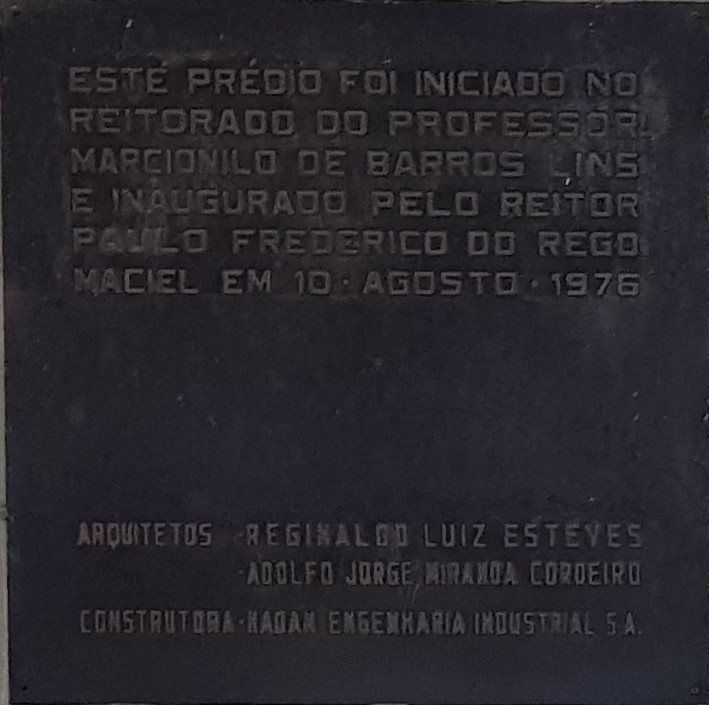 ESTE PRÉDIO FOI INICIADO NO
REITORADO DO PROFESSOR
MARCIONILO DE BARROS LINS
E INAUGURADO PELO REITOR
PAULO FREDERICO DO REGO
MACIEL EM 10 · AGOSTO · 1976
ARQUITETOS · REGINALDO LUIZ ESTEVES
· ADOLFO JORGE MIRANDA CORDEIRO
CONSTRUTORA · ENGENHARIA INDUSTRIAL S.A.